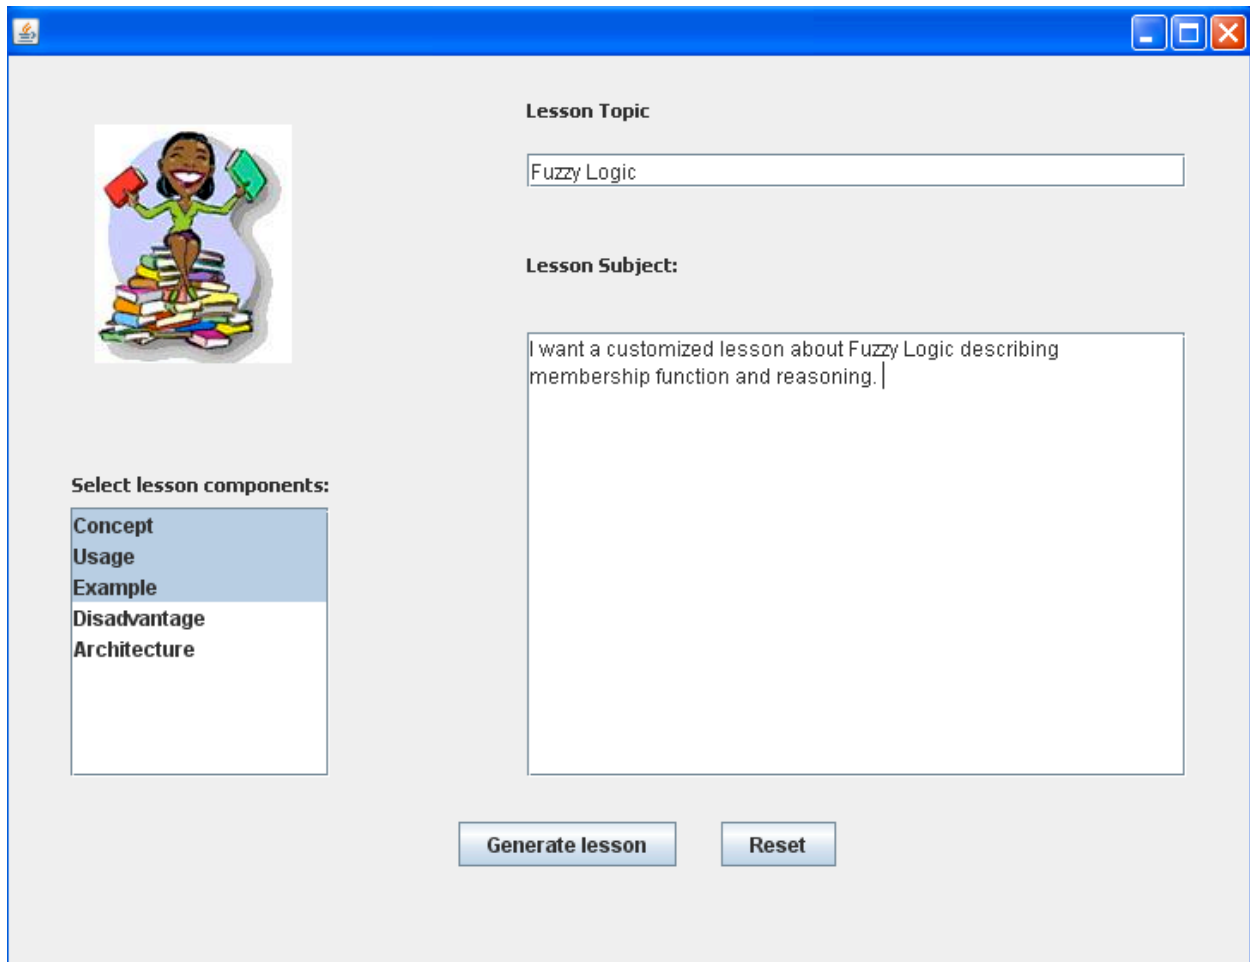 Lesson Topic
Fuzzy Logic
Lesson Subject:
I want a customized lesson about Fuzzy Logic describing
membership function and reasoning.
Select lesson components:
Concept
Usage
Example
Disadvantage
Architecture
Generate lesson
Reset